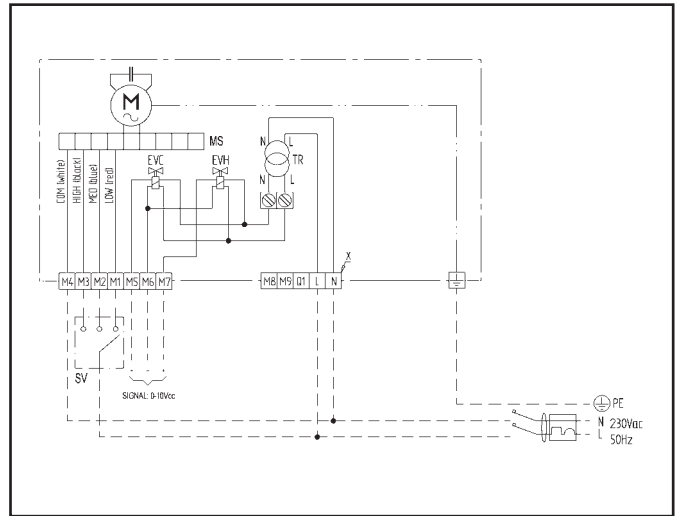 M
MS
COM (white)
HIGH (black)
MED (blue)
LOW (red)
EVC
EVH
N
L
TR
N
L
X
M4 M3 M2 M1 M5 M6 M7
M8 M9 Q1 L N
SV
SIGNAL: 0-10Vcc
PE
N 230Vac
L 50Hz